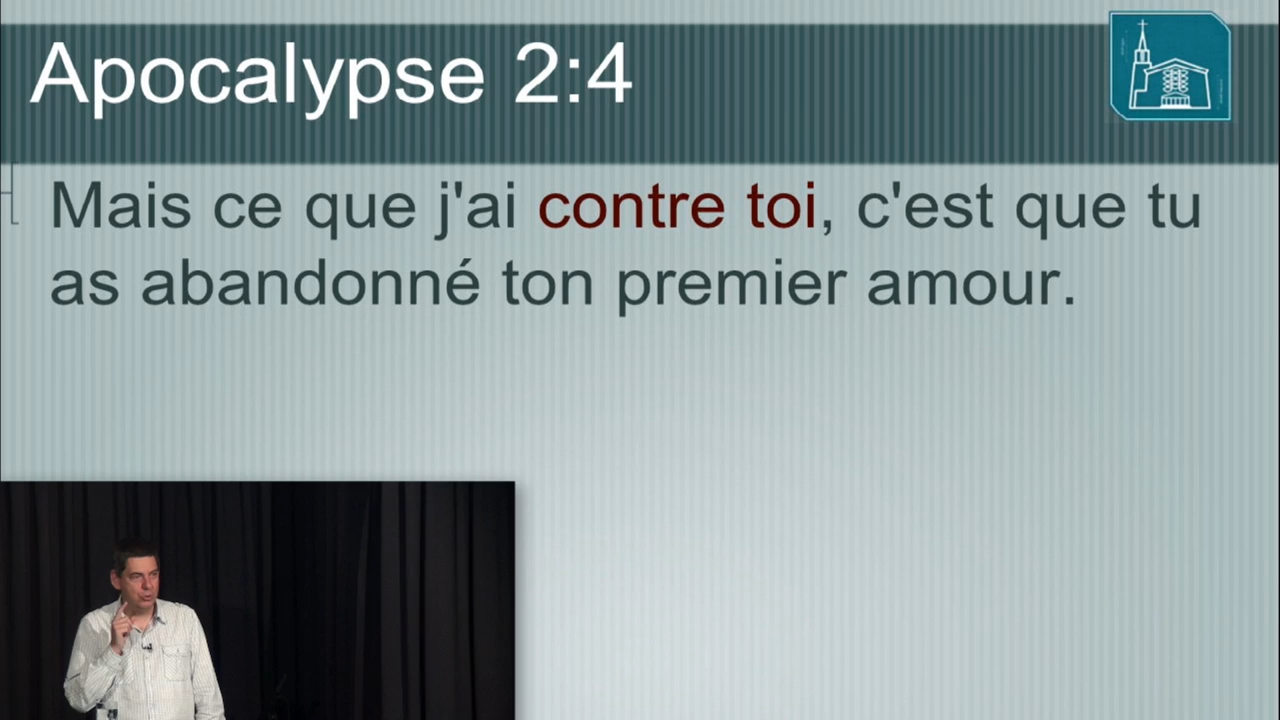 Apocalypse 2:4
Mais ce que j'ai contre toi, c'est que tu
as abandonné ton premier amour.